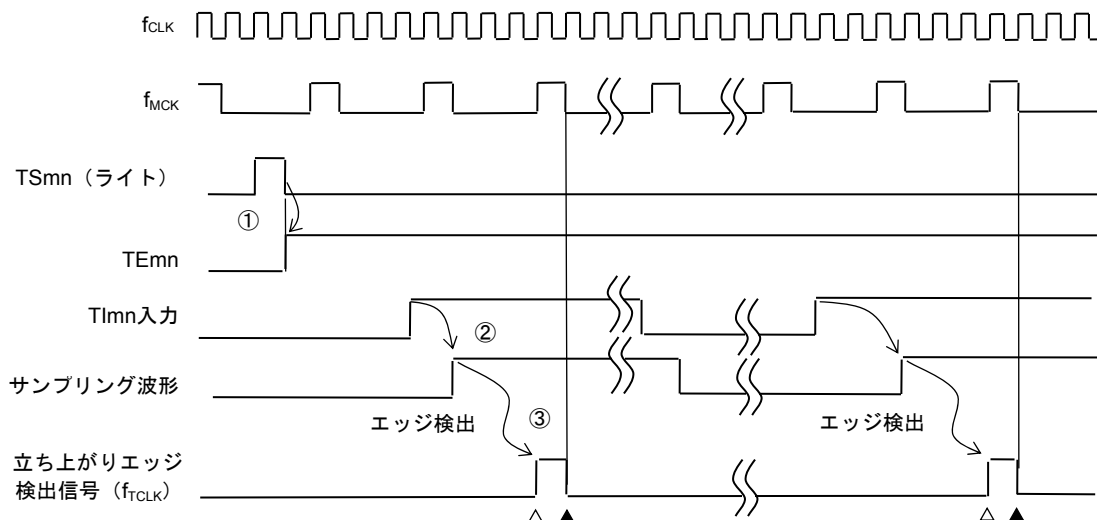 fCLK
fMCK
TSmn（ライト）
①
TEmn
TImn入力
②
サンプリング波形
エッジ検出
③
エッジ検出
立ち上がりエッジ
検出信号（fTCLK）
△ ▲ △ ▲